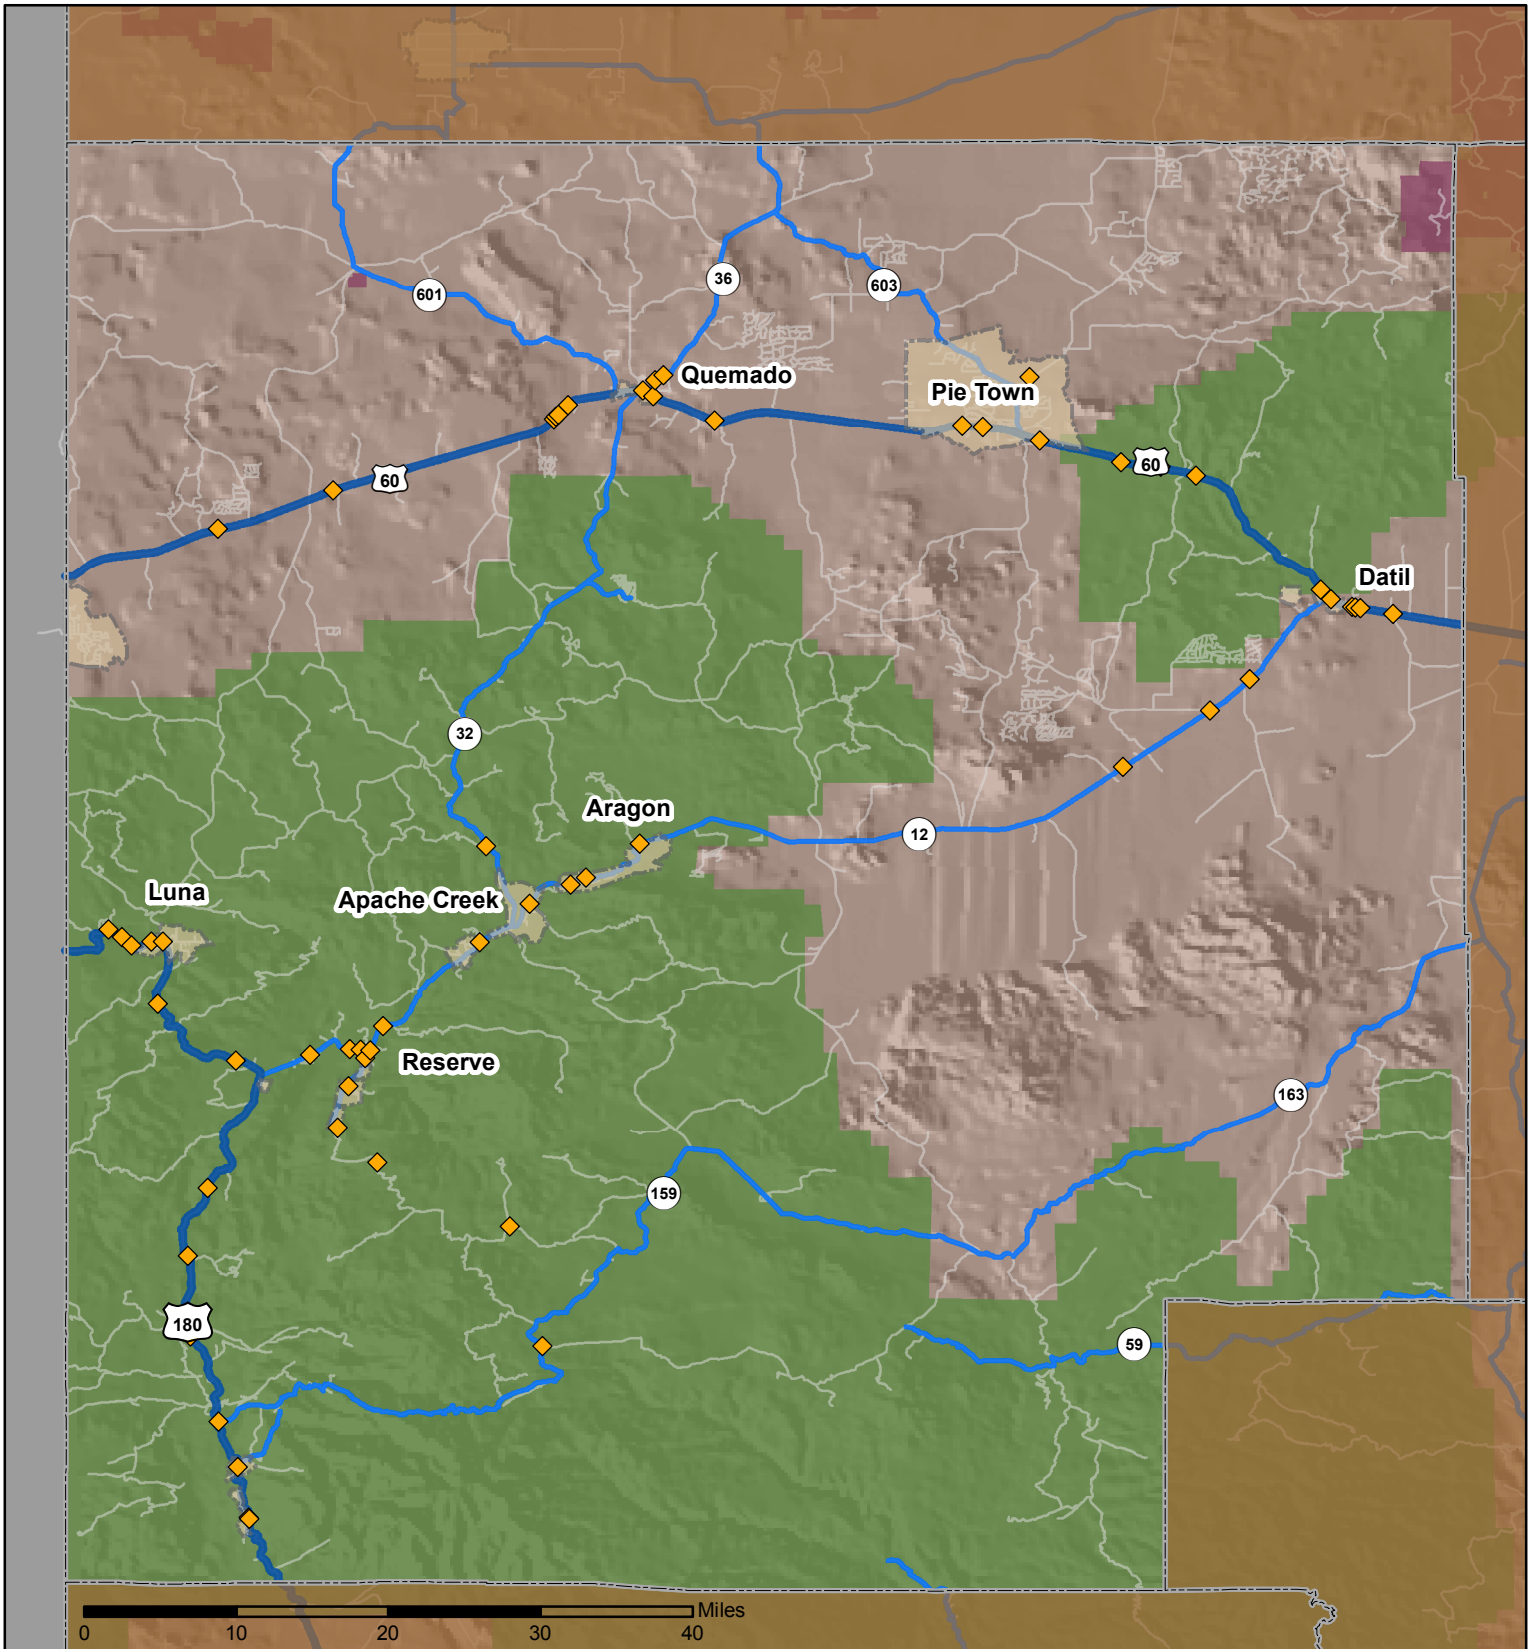 36
603
601
Quemado
Pie Town
60
60
Datil
32
Aragon
12
Luna
Apache Creek
Reserve
163
159
180
59
Miles
0 10 20 30 40